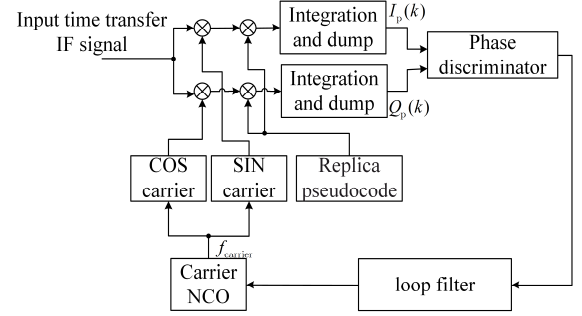 Input time transfer
IF signal
Integration
and dump
I_p(k)
Phase
discriminator
Integration
and dump
Q_p(k)
COS
carrier
SIN
carrier
Replica
pseudocode
f_carrier
Carrier
NCO
loop filter